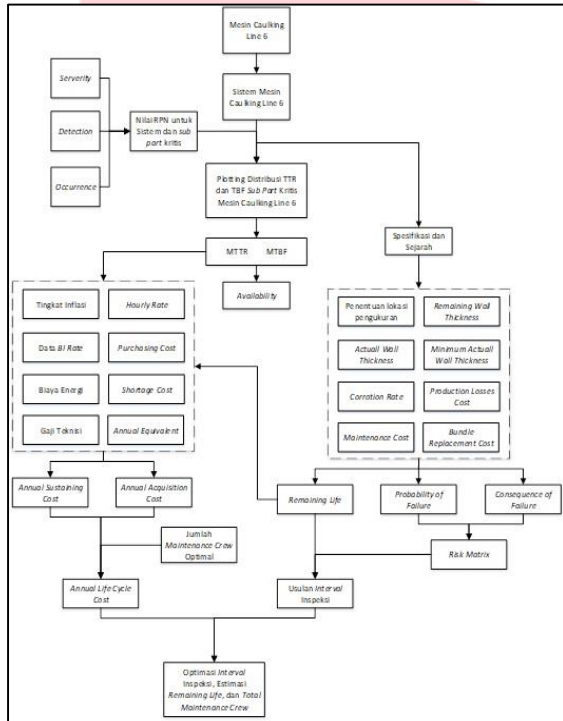 Mesin Caulking
Line 6
Serverity
Sistem Mesin
Caulking Line 6
Detection
Nilai RPN untuk
Sistem dan sub
part kritis
Occurrence
Plotting Distribusi TTR
dan TBF Sub Part Kritis
Mesin Caulking Line 6
MTTR MTBF
Spesifikasi dan
Sejarah
Availability
Tingkat Inflasi
Hourly Rate
Data BI Rate
Purchasing Cost
Biaya Energi
Shortage Cost
Gaji Teknisi
Annual Equivalent
Penentuan lokasi
pengukuran
Remaining Wall
Thickness
Actuall Wall
Thickness
Minimum Actuall
Wall Thickness
Corrotion Rate
Production Losses
Cost
Maintenance Cost
Bundle
Replacement Cost
Annual Sustaining
Cost
Annual Acquisition
Cost
Remaining Life
Probability of
Failure
Consequence of
Failure
Jumlah
Maintenance Crew
Optimal
Risk Matrix
Annual Life Cycle
Cost
Usulan Interval
Inspeksi
Optimasi Interval
Inspeksi, Estimasi
Remaining Life, dan Total
Maintenance Crew